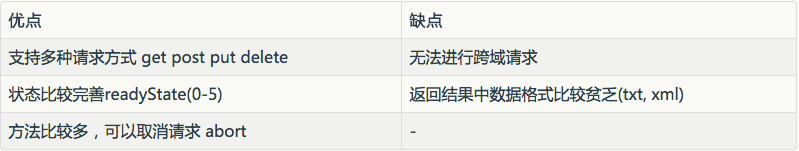 优点 缺点
支持多种请求方式 get post put delete 无法进行跨域请求
状态比较完善readyState(0-5) 返回结果中数据格式比较贫乏(txt, xml)
方法比较多，可以取消请求 abort -